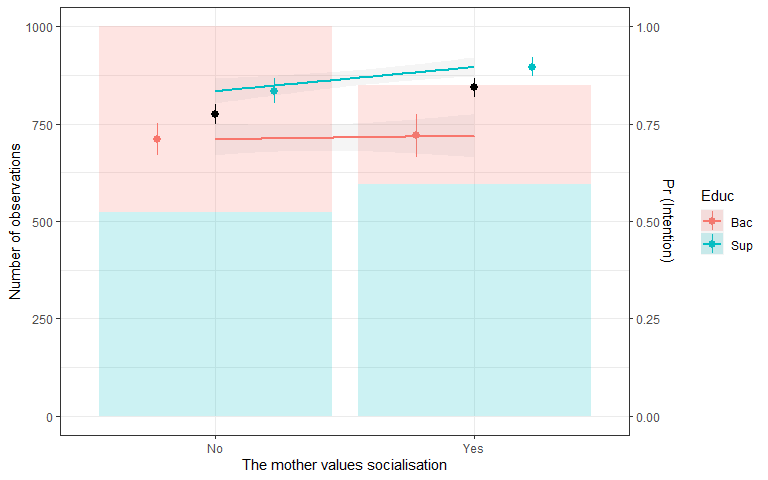 1000
750
500
250
0
Number of observations
1.00
0.75
0.50
0.25
0.00
Pr (Intention)
No
Yes
The mother values socialisation
Educ
Bac
Sup